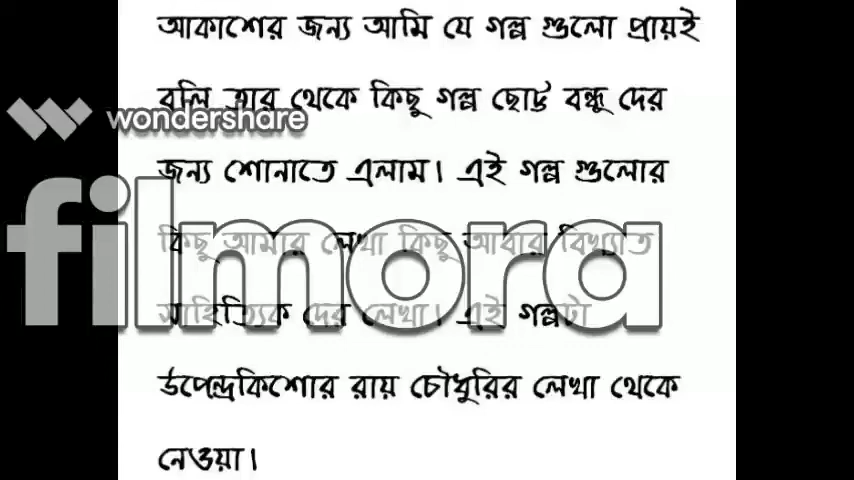 আকাশের জন্য আমি যে গল্প গুলো প্রায়ই
বলি তার থেকে কিছু গল্প ছোট্ট বন্ধু দের
wondershare
জন্য শোনাতে এলাম। এই গল্প গুলোর
filmora
কিছু আমার লেখা কিছু আবার বিখ্যাত
সাহিত্যিক দের লেখা। এই গল্পটা
উপেন্দ্রকিশোর রায় চৌধুরির লেখা থেকে
নেওয়া।